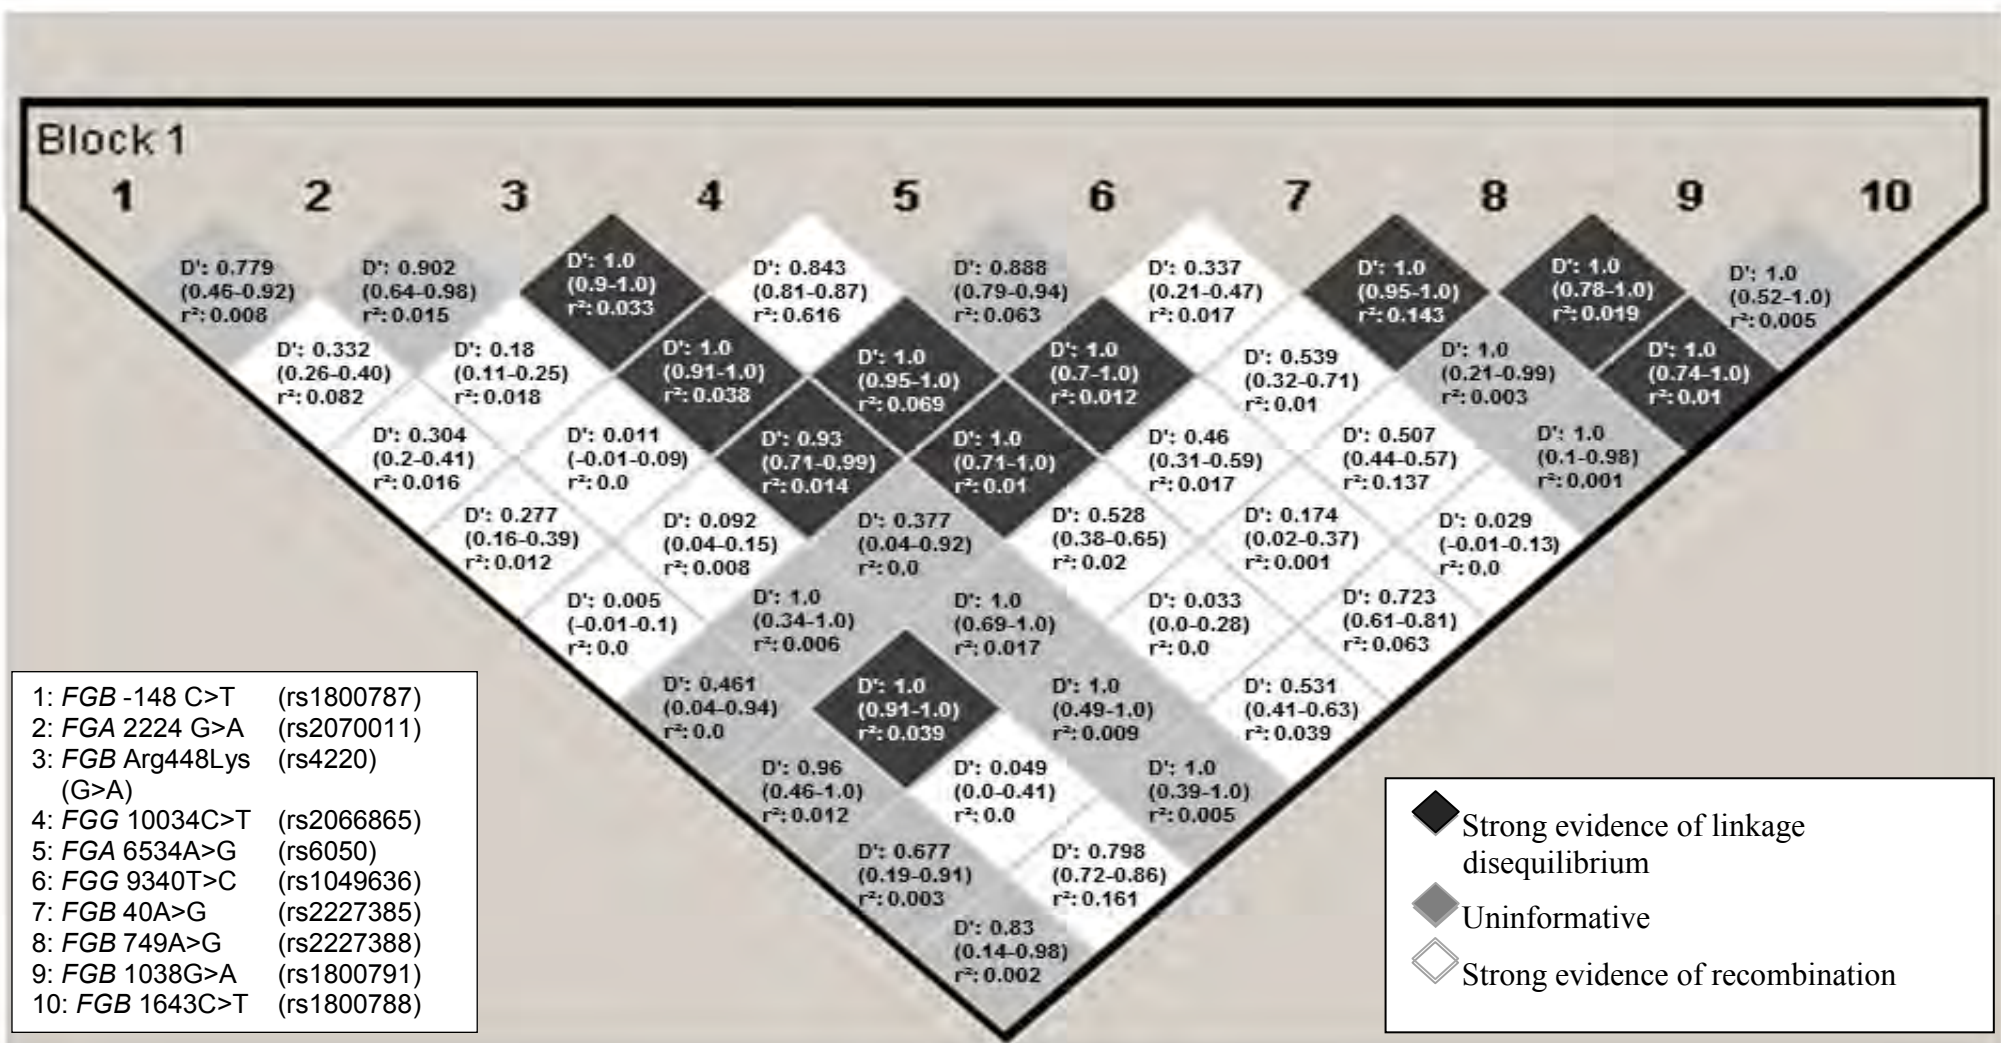 Block 1
1 2 3 4 5 6 7 8 9 10
D': 0.779
(0.46-0.92)
r²: 0.008
D': 0.902
(0.64-0.98)
r²: 0.015
D': 1.0
(0.9-1.0)
r²: 0.033
D': 0.843
(0.81-0.87)
r²: 0.616
D': 0.888
(0.79-0.94)
r²: 0.063
D': 0.337
(0.21-0.47)
r²: 0.017
D': 1.0
(0.95-1.0)
r²: 0.143
D': 1.0
(0.78-1.0)
r²: 0.019
D': 1.0
(0.52-1.0)
r²: 0.005
D': 0.332
(0.26-0.40)
r²: 0.082
D': 0.18
(0.11-0.25)
r²: 0.018
D': 1.0
(0.91-1.0)
r²: 0.038
D': 1.0
(0.95-1.0)
r²: 0.069
D': 1.0
(0.7-1.0)
r²: 0.012
D': 0.539
(0.32-0.71)
r²: 0.01
D': 1.0
(0.21-0.99)
r²: 0.003
D': 1.0
(0.74-1.0)
r²: 0.01
D': 0.304
(0.2-0.41)
r²: 0.016
D': 0.011
(-0.01-0.09)
r²: 0.0
D': 0.93
(0.71-0.99)
r²: 0.014
D': 1.0
(0.71-1.0)
r²: 0.01
D': 0.46
(0.31-0.59)
r²: 0.017
D': 0.507
(0.44-0.57)
r²: 0.137
D': 1.0
(0.1-0.98)
r²: 0.001
D': 0.277
(0.16-0.39)
r²: 0.012
D': 0.092
(0.04-0.15)
r²: 0.008
D': 0.377
(0.04-0.92)
r²: 0.0
D': 0.528
(0.38-0.65)
r²: 0.02
D': 0.174
(0.02-0.37)
r²: 0.001
D': 0.029
(-0.01-0.13)
r²: 0.0
D': 0.005
(-0.01-0.1)
r²: 0.0
D': 1.0
(0.34-1.0)
r²: 0.006
D': 1.0
(0.69-1.0)
r²: 0.017
D': 0.033
(0.0-0.28)
r²: 0.0
D': 0.723
(0.61-0.81)
r²: 0.063
D': 0.461
(0.04-0.94)
r²: 0.0
D': 1.0
(0.91-1.0)
r²: 0.039
D': 1.0
(0.49-1.0)
r²: 0.009
D': 0.531
(0.41-0.63)
r²: 0.039
D': 0.96
(0.46-1.0)
r²: 0.012
D': 0.049
(0.0-0.41)
r²: 0.0
D': 1.0
(0.39-1.0)
r²: 0.005
D': 0.677
(0.19-0.91)
r²: 0.003
D': 0.798
(0.72-0.86)
r²: 0.161
D': 0.83
(0.14-0.98)
r²: 0.002
1: FGB -148 C>T (rs1800787)
2: FGA 2224 G>A (rs2070011)
3: FGB Arg448Lys (rs4220)
(G>A)
4: FGG 10034C>T (rs2066865)
5: FGA 6534A>G (rs6050)
6: FGG 9340T>C (rs1049636)
7: FGB 40A>G (rs2227385)
8: FGB 749A>G (rs2227388)
9: FGB 1038G>A (rs1800791)
10: FGB 1643C>T (rs1800788)
Strong evidence of linkage
disequilibrium
Uninformative
Strong evidence of recombination